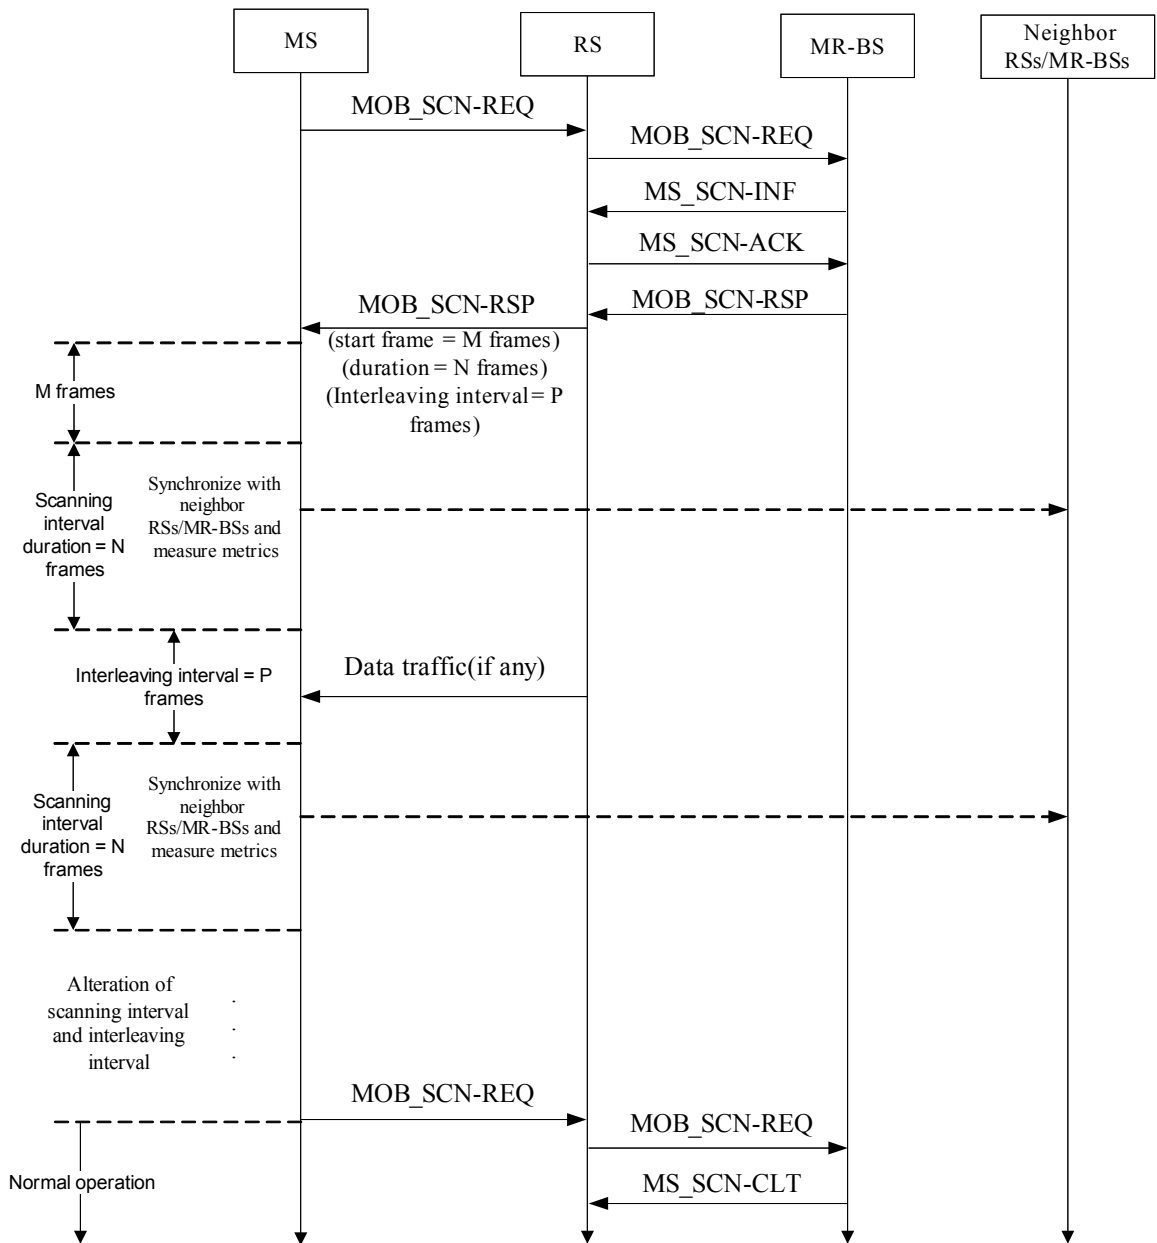 MS
RS
MR-BS
Neighbor
RSs/MR-BSs
MOB_SCN-REQ
MOB_SCN-REQ
MS_SCN-INF
MS_SCN-ACK
MOB_SCN-RSP
MOB_SCN-RSP
(start frame = M frames)
(duration = N frames)
(Interleaving interval= P
frames)
M frames
Scanning
interval
duration = N
frames
Synchronize with
neighbor
RSs/MR-BSs and
measure metrics
Interleaving interval = P
frames
Data traffic(if any)
Scanning
interval
duration = N
frames
Synchronize with
neighbor
RSs/MR-BSs and
measure metrics
Alteration of
scanning interval
and interleaving
interval
.
.
.
MOB_SCN-REQ
MOB_SCN-REQ
MS_SCN-CLT
Normal operation